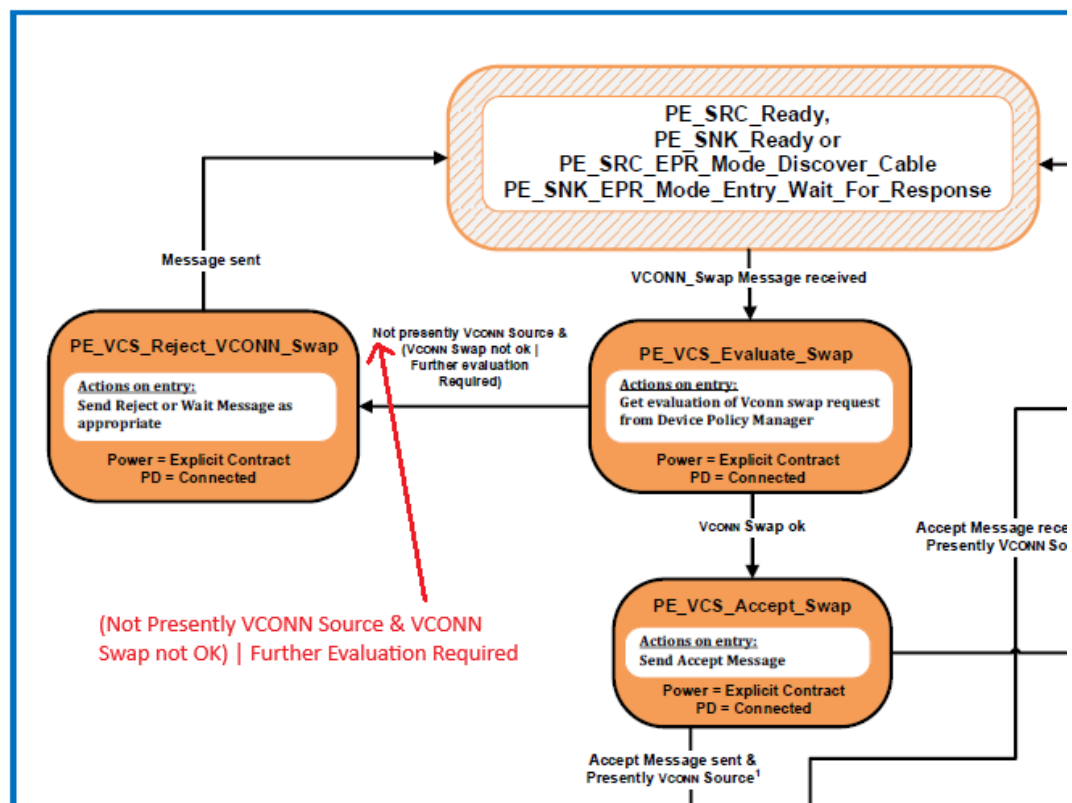 PE_SRC_Ready,
PE_SNK_Ready or
PE_SRC_EPR_Mode_Discover_Cable
PE_SNK_EPR_Mode_Entry_Wait_For_Response
Message sent
VCONN_Swap Message received
PE_VCS_Reject_VCONN_Swap
Actions on entry:
Send Reject or Wait Message as
appropriate
Power = Explicit Contract
PD = Connected
Not presently VCONN Source &
(VCONN Swap not ok |
Further evaluation
Required)
PE_VCS_Evaluate_Swap
Actions on entry:
Get evaluation of Vconn swap request
from Device Policy Manager
Power = Explicit Contract
PD = Connected
VCONN Swap ok
Accept Message
Presently VCONN
PE_VCS_Accept_Swap
Actions on entry:
Send Accept Message
Power = Explicit Contract
PD = Connected
(Not Presently VCONN Source & VCONN
Swap not OK) | Further Evaluation Required
Accept Message sent &
Presently VCONN Source¹